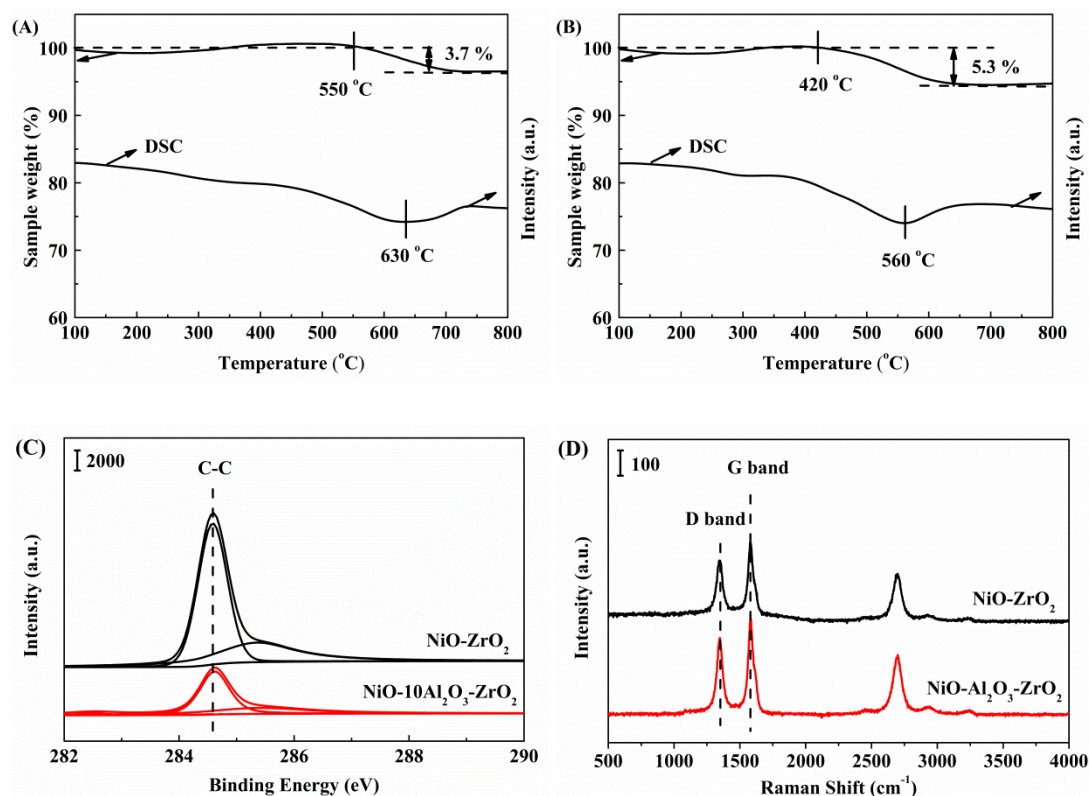 (A)
100
90
80
70
60
Sample weight (%)
3.7 %
550 °C
DSC
630 °C
Intensity (a.u.)
100 200 300 400 500 600 700 800
Temperature (°C)
(B)
100
90
80
70
60
Sample weight (%)
5.3 %
420 °C
DSC
560 °C
Intensity (a.u.)
100 200 300 400 500 600 700 800
Temperature (°C)
(C)
2000
C-C
Intensity (a.u.)
NiO-ZrO₂
NiO-10Al₂O₃-ZrO₂
282 284 286 288 290
Binding Energy (eV)
(D)
100
G band
D band
Intensity (a.u.)
NiO-ZrO₂
NiO-Al₂O₃-ZrO₂
500 1000 1500 2000 2500 3000 3500 4000
Raman Shift (cm⁻¹)